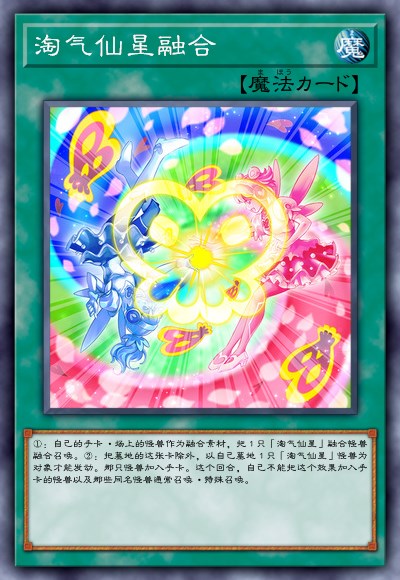 淘气仙星融合
魔
【魔法カード】
ま ほう
①：自己的手卡·场上的怪兽作为融合素材，把1只「淘气仙星」融合怪兽
融合召唤。②：把墓地的这张卡除外，以自己墓地1只「淘气仙星」怪兽为
对象才能发动。那只怪兽加入手卡。这个回合，自己不能把这个效果加入手
卡的怪兽以及那些同名怪兽通常召唤·特殊召唤。